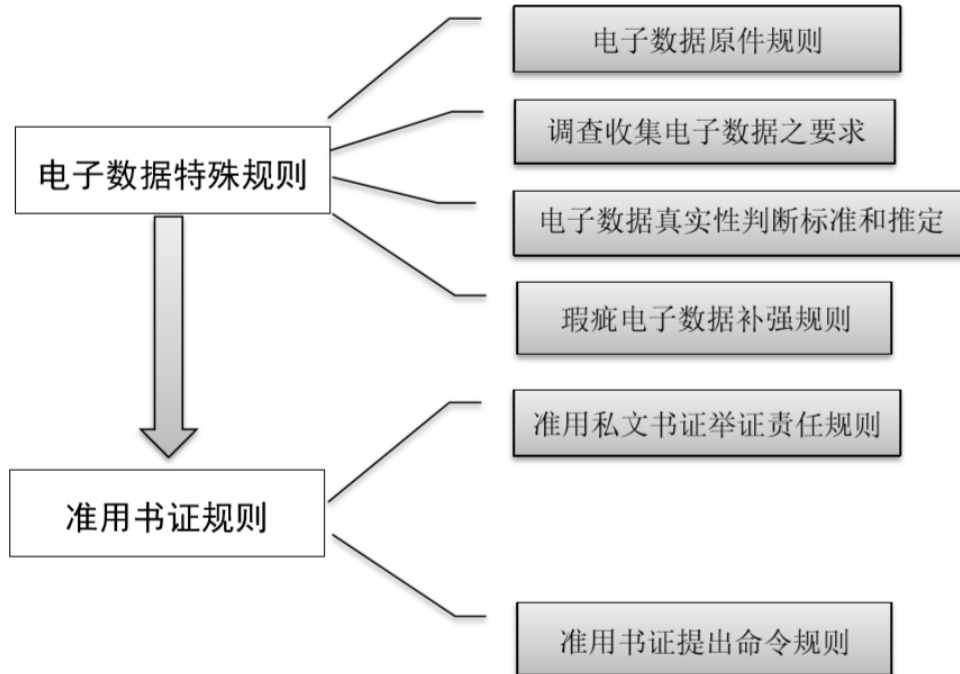 电子数据原件规则
调查收集电子数据之要求
电子数据特殊规则
电子数据真实性判断标准和推定
瑕疵电子数据补强规则
准用私文书证举证责任规则
准用书证规则
准用书证提出命令规则